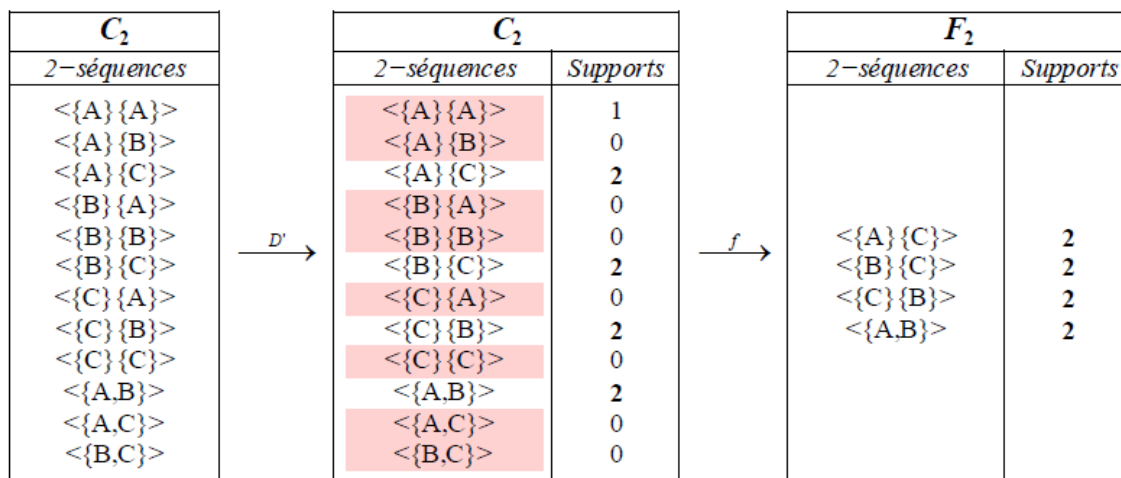 C₂ C₂ F₂
2−séquences 2−séquences Supports 2−séquences Supports
<{A}{A}> <{A}{A}> 1
<{A}{B}> <{A}{B}> 0
<{A}{C}> <{A}{C}> 2
<{B}{A}> <{B}{A}> 0
<{B}{B}> D' <{B}{B}> 0 f <{A}{C}> 2
<{B}{C}> <{B}{C}> 2 <{B}{C}> 2
<{C}{A}> <{C}{A}> 0 <{C}{B}> 2
<{C}{B}> <{C}{B}> 2 <{A,B}> 2
<{C}{C}> <{C}{C}> 0
<{A,B}> <{A,B}> 2
<{A,C}> <{A,C}> 0
<{B,C}> <{B,C}> 0